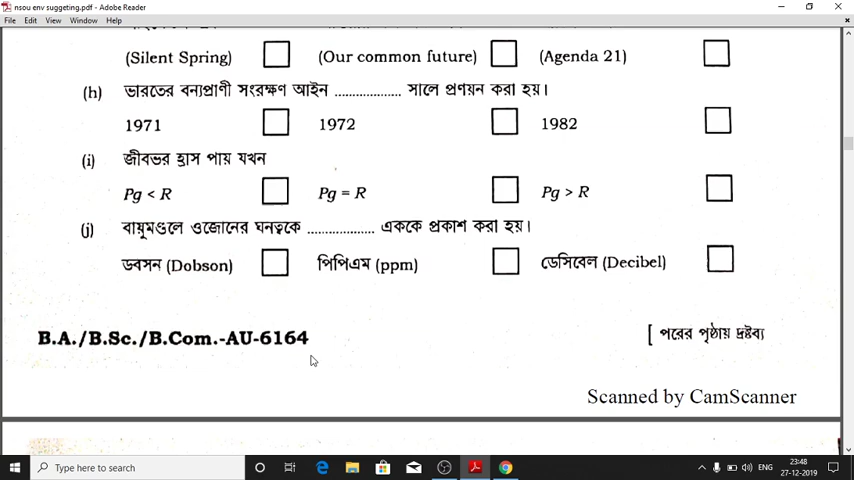 nsou env suggeting.pdf - Adobe Reader
File Edit View Window Help
(Silent Spring) (Our common future) (Agenda 21)
(h) ভারতের বন্যপ্রাণী সংরক্ষণ আইন .................... সালে প্রণয়ন করা হয়।
1971 1972 1982
(i) জীবভর হ্রাস পায় যখন
Pg < R Pg = R Pg > R
(j) বায়ুমণ্ডলে ওজোনের ঘনত্বকে .................... এককে প্রকাশ করা হয়।
ডবসন (Dobson) পিপিএম (ppm) ডেসিবেল (Decibel)
B.A./B.Sc./B.Com.-AU-6164 [ পরের পৃষ্ঠায় দ্রষ্টব্য
Scanned by CamScanner
Type here to search
ENG
23:48
27-12-2019